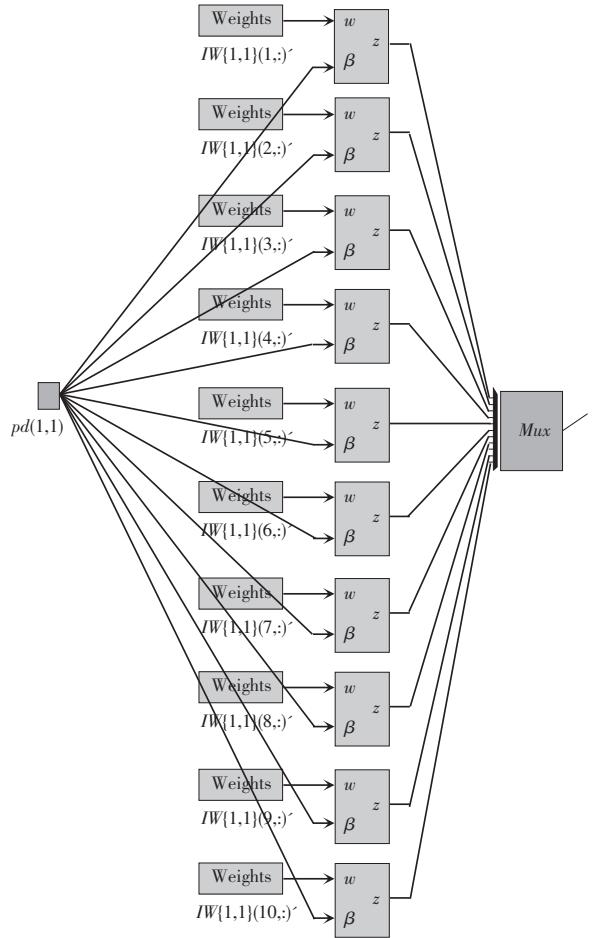 Weights
w
z
IW{1,1}(1,:)´
β
Weights
w
z
IW{1,1}(2,:)´
β
Weights
w
z
IW{1,1}(3,:)´
β
Weights
w
z
IW{1,1}(4,:)´
β
pd(1,1)
Weights
w
z
IW{1,1}(5,:)´
β
Mux
Weights
w
z
IW{1,1}(6,:)´
β
Weights
w
z
IW{1,1}(7,:)´
β
Weights
w
z
IW{1,1}(8,:)´
β
Weights
w
z
IW{1,1}(9,:)´
β
Weights
w
z
IW{1,1}(10,:)´
β